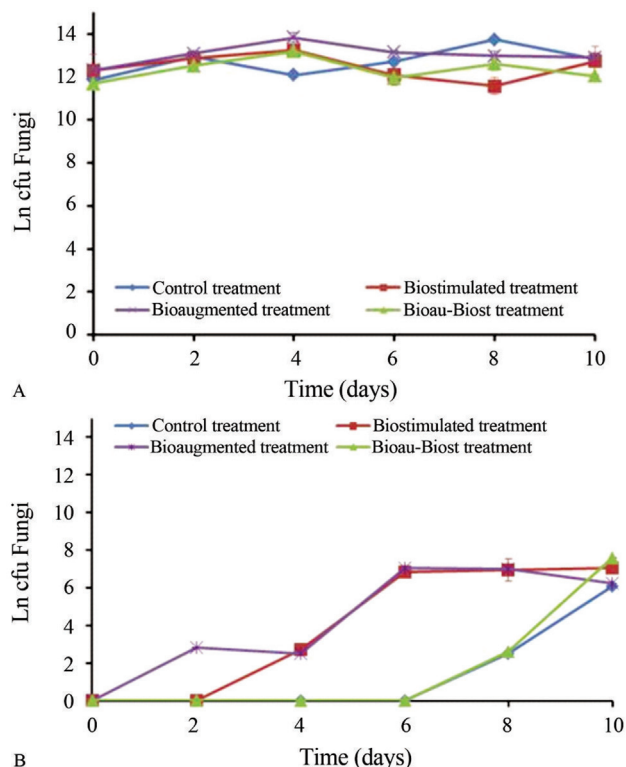 14
12
10
8
6
4
2
0
Ln cfu Fungi
Control treatment
Biostimulated treatment
Bioaugmented treatment
Bioau-Biost treatment
0 2 4 6 8 10
Time (days)
A
14
12
10
8
6
4
2
0
Ln cfu Fungi
Control treatment
Biostimulated treatment
Bioaugmented treatment
Bioau-Biost treatment
0 2 4 6 8 10
Time (days)
B